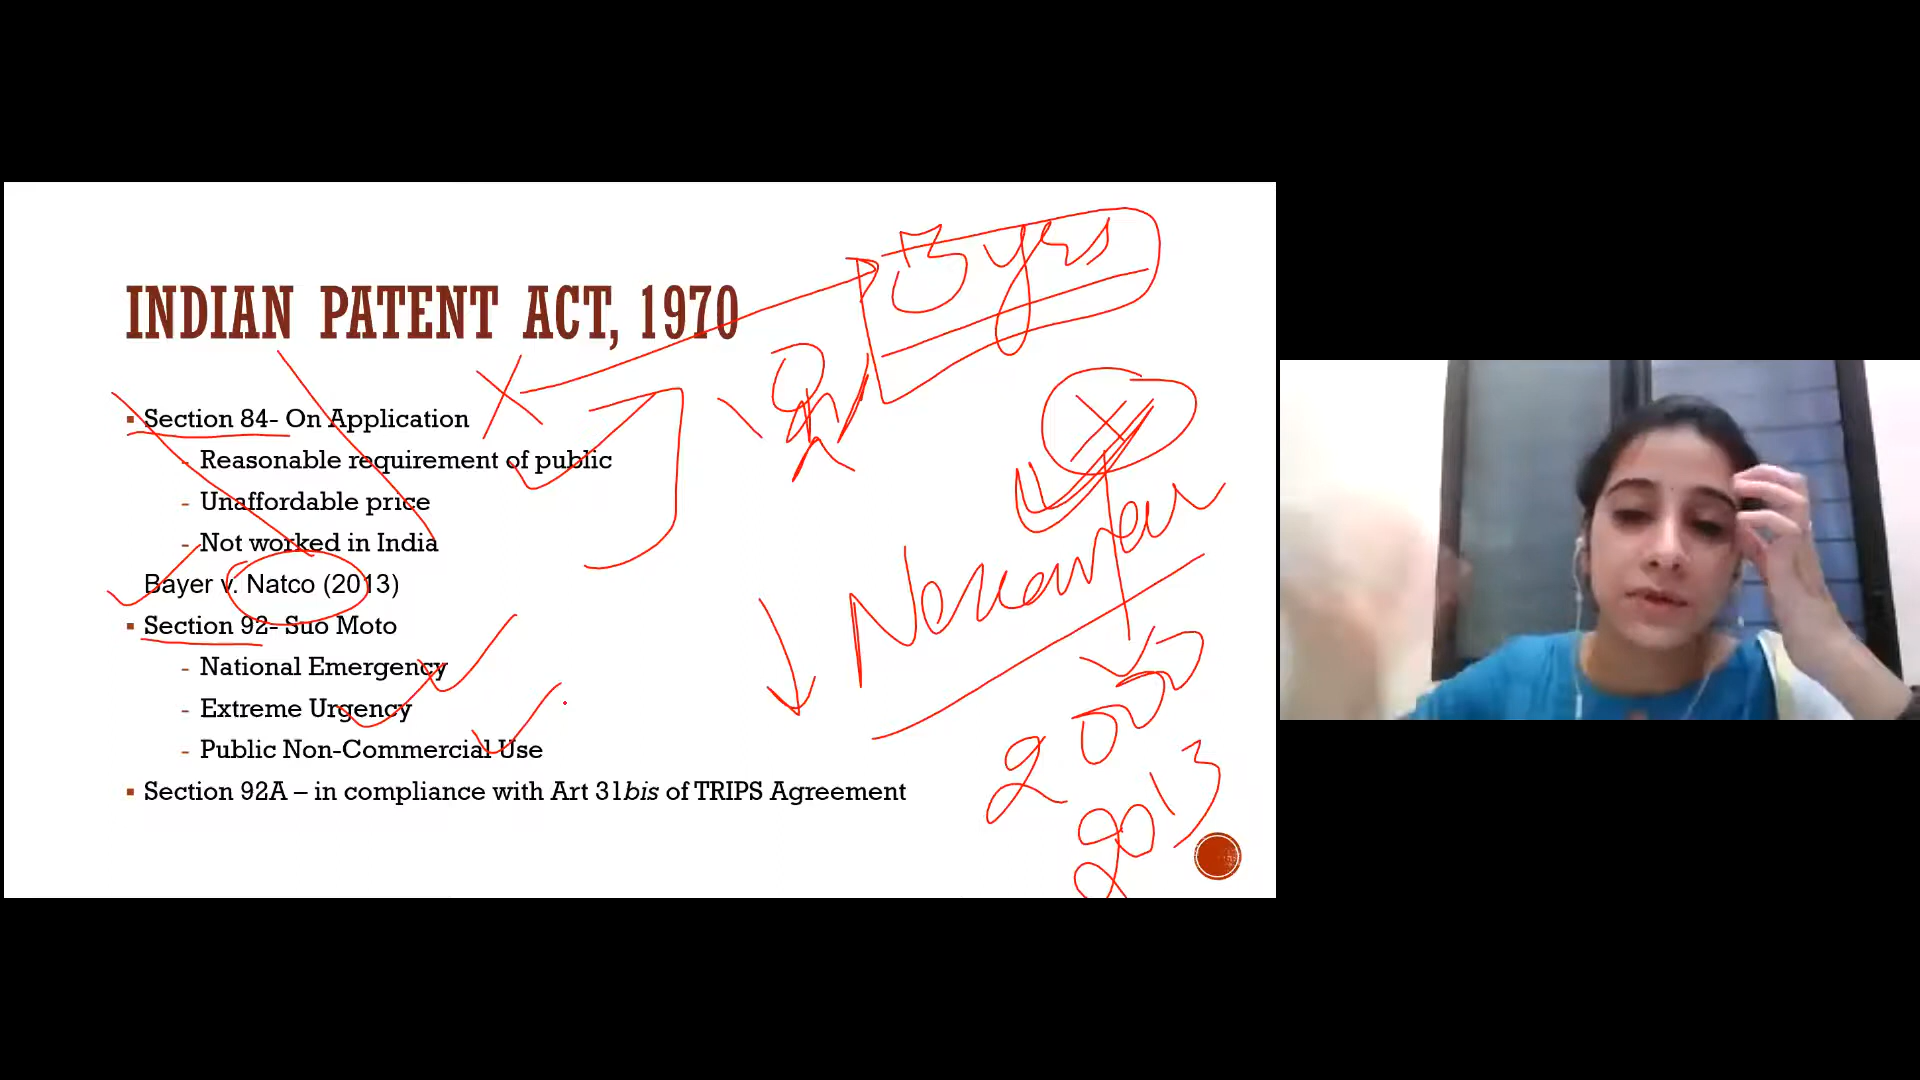 INDIAN PATENT ACT, 1970
3 yrs
▪ Section 84- On Application
- Reasonable requirement of public
- Unaffordable price
- Not worked in India
Bayer v. Natco (2013)
▪ Section 92- Suo Moto
- National Emergency
- Extreme Urgency
- Public Non-Commercial Use
▪ Section 92A – in compliance with Art 31bis of TRIPS Agreement
2013